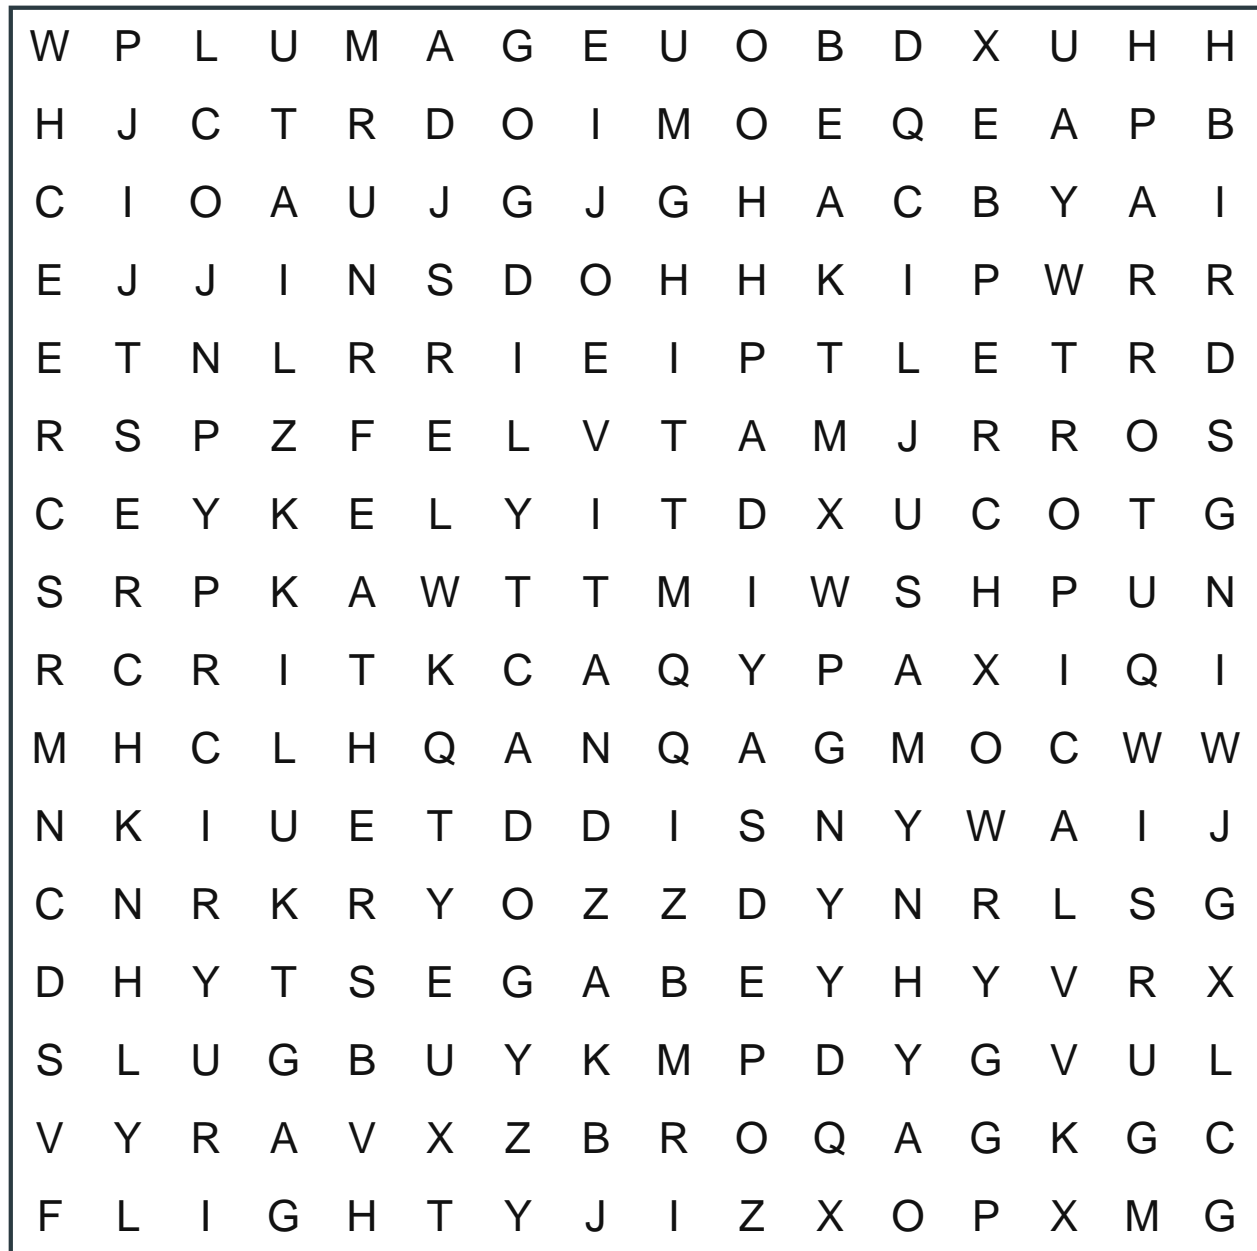 W P L U M A G E U O B D X U H H
H J C T R D O I M O E Q E A P B
C I O A U J G J G H A C B Y A I
E J J I N S D O H H K I P W R R
E T N L R R I E I P T L E T R D
R S P Z F E L V T A M J R R O S
C E Y K E L Y I T D X U C O T G
S R P K A W T T M I W S H P U N
R C R I T K C A Q Y P A X I Q I
M H C L H Q A N Q A G M O C W W
N K I U E T D D I S N Y W A I J
C N R K R Y O Z Z D Y N R L S G
D H Y T S E G A B E Y H Y V R X
S L U G B U Y K M P D Y G V U L
V Y R A V X Z B R O Q A G K G C
F L I G H T Y J I Z X O P X M G